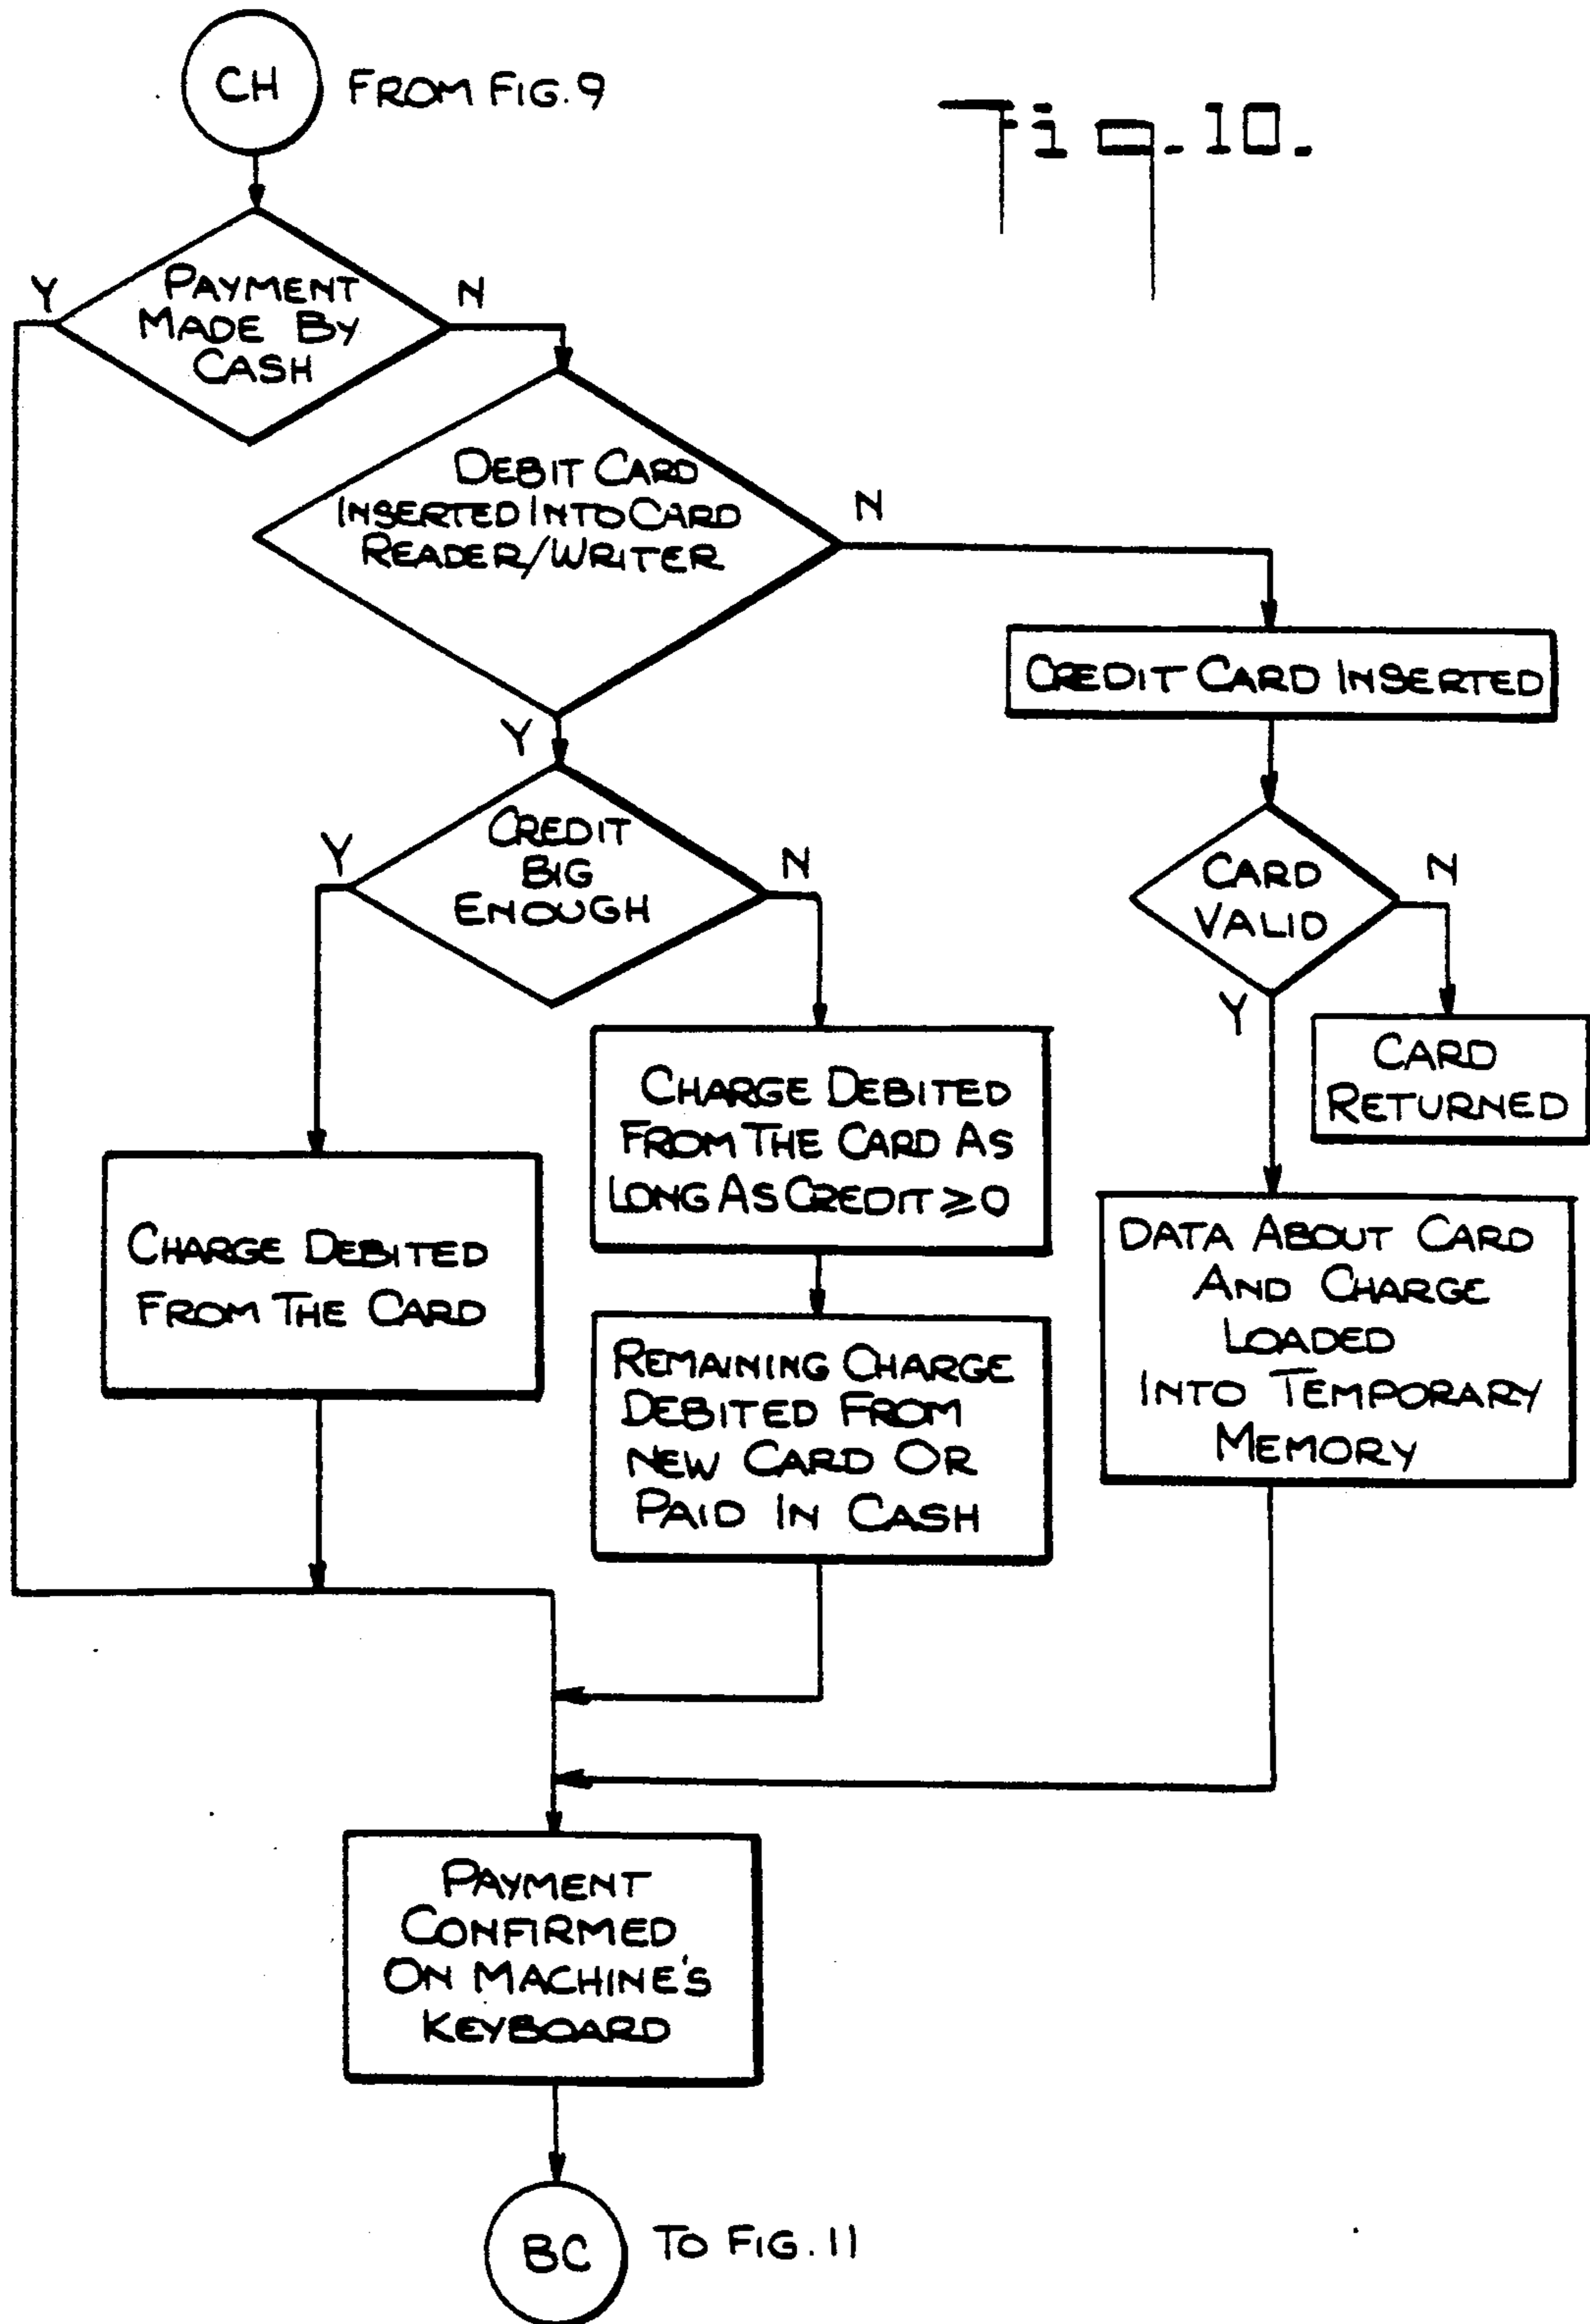 CH
FROM FIG. 9
Fig. 10.
PAYMENT
MADE BY
CASH
Y
N
DEBIT CARD
INSERTED INTO CARD
READER/WRITER
N
Y
CREDIT CARD INSERTED
CREDIT
BIG
ENOUGH
Y
N
CARD
VALID
N
Y
CARD
RETURNED
CHARGE DEBITED
FROM THE CARD
CHARGE DEBITED
FROM THE CARD AS
LONG AS CREDIT ≥ 0
REMAINING CHARGE
DEBITED FROM
NEW CARD OR
PAID IN CASH
DATA ABOUT CARD
AND CHARGE
LOADED
INTO TEMPORARY
MEMORY
PAYMENT
CONFIRMED
ON MACHINE'S
KEYBOARD
BC
TO FIG. 11